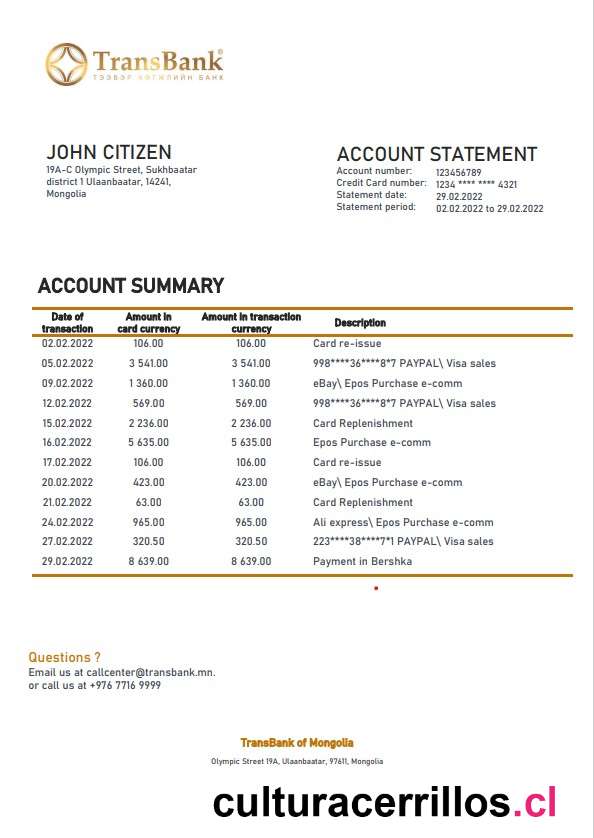 TransBank®
ТЭЭВЭР ХӨГЖЛИЙН БАНК
JOHN CITIZEN
19A-C Olympic Street, Sukhbaatar
district 1 Ulaanbaatar, 14241,
Mongolia
ACCOUNT STATEMENT
Account number: 123456789
Credit Card number: 1234 **** **** 4321
Statement date: 29.02.2022
Statement period: 02.02.2022 to 29.02.2022
ACCOUNT SUMMARY
Date of transaction Amount in card currency Amount in transaction currency Description
02.02.2022 106.00 106.00 Card re-issue
05.02.2022 3 541.00 3 541.00 998****36****8*7 PAYPAL\ Visa sales
09.02.2022 1 360.00 1 360.00 eBay\ Epos Purchase e-comm
12.02.2022 569.00 569.00 998****36****8*7 PAYPAL\ Visa sales
15.02.2022 2 236.00 2 236.00 Card Replenishment
16.02.2022 5 635.00 5 635.00 Epos Purchase e-comm
17.02.2022 106.00 106.00 Card re-issue
20.02.2022 423.00 423.00 eBay\ Epos Purchase e-comm
21.02.2022 63.00 63.00 Card Replenishment
24.02.2022 965.00 965.00 Ali express\ Epos Purchase e-comm
27.02.2022 320.50 320.50 223****38****7*1 PAYPAL\ Visa sales
29.02.2022 8 639.00 8 639.00 Payment in Bershka
Questions ?
Email us at callcenter@transbank.mn.
or call us at +976 7716 9999
TransBank of Mongolia
Olympic Street 19A, Ulaanbaatar, 97611, Mongolia
culturacerrillos.cl